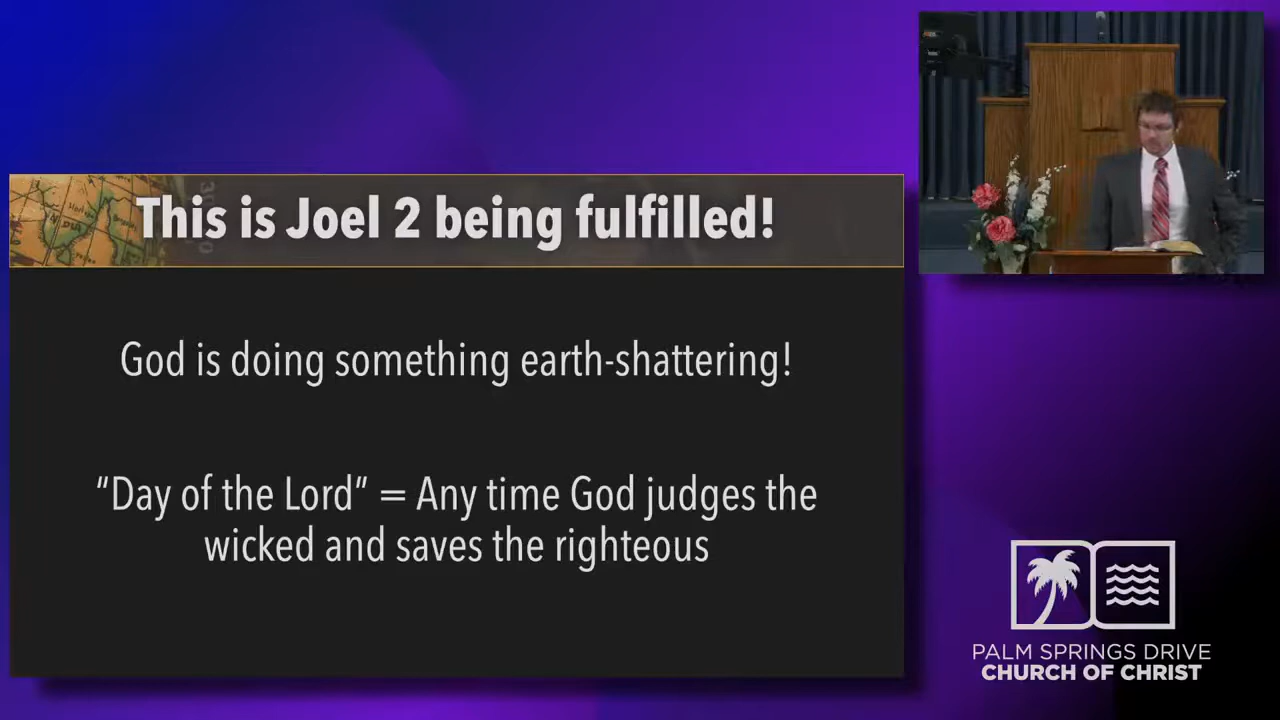 This is Joel 2 being fulfilled!
God is doing something earth-shattering!
“Day of the Lord” = Any time God judges the
wicked and saves the righteous
PALM SPRINGS DRIVE
CHURCH OF CHRIST